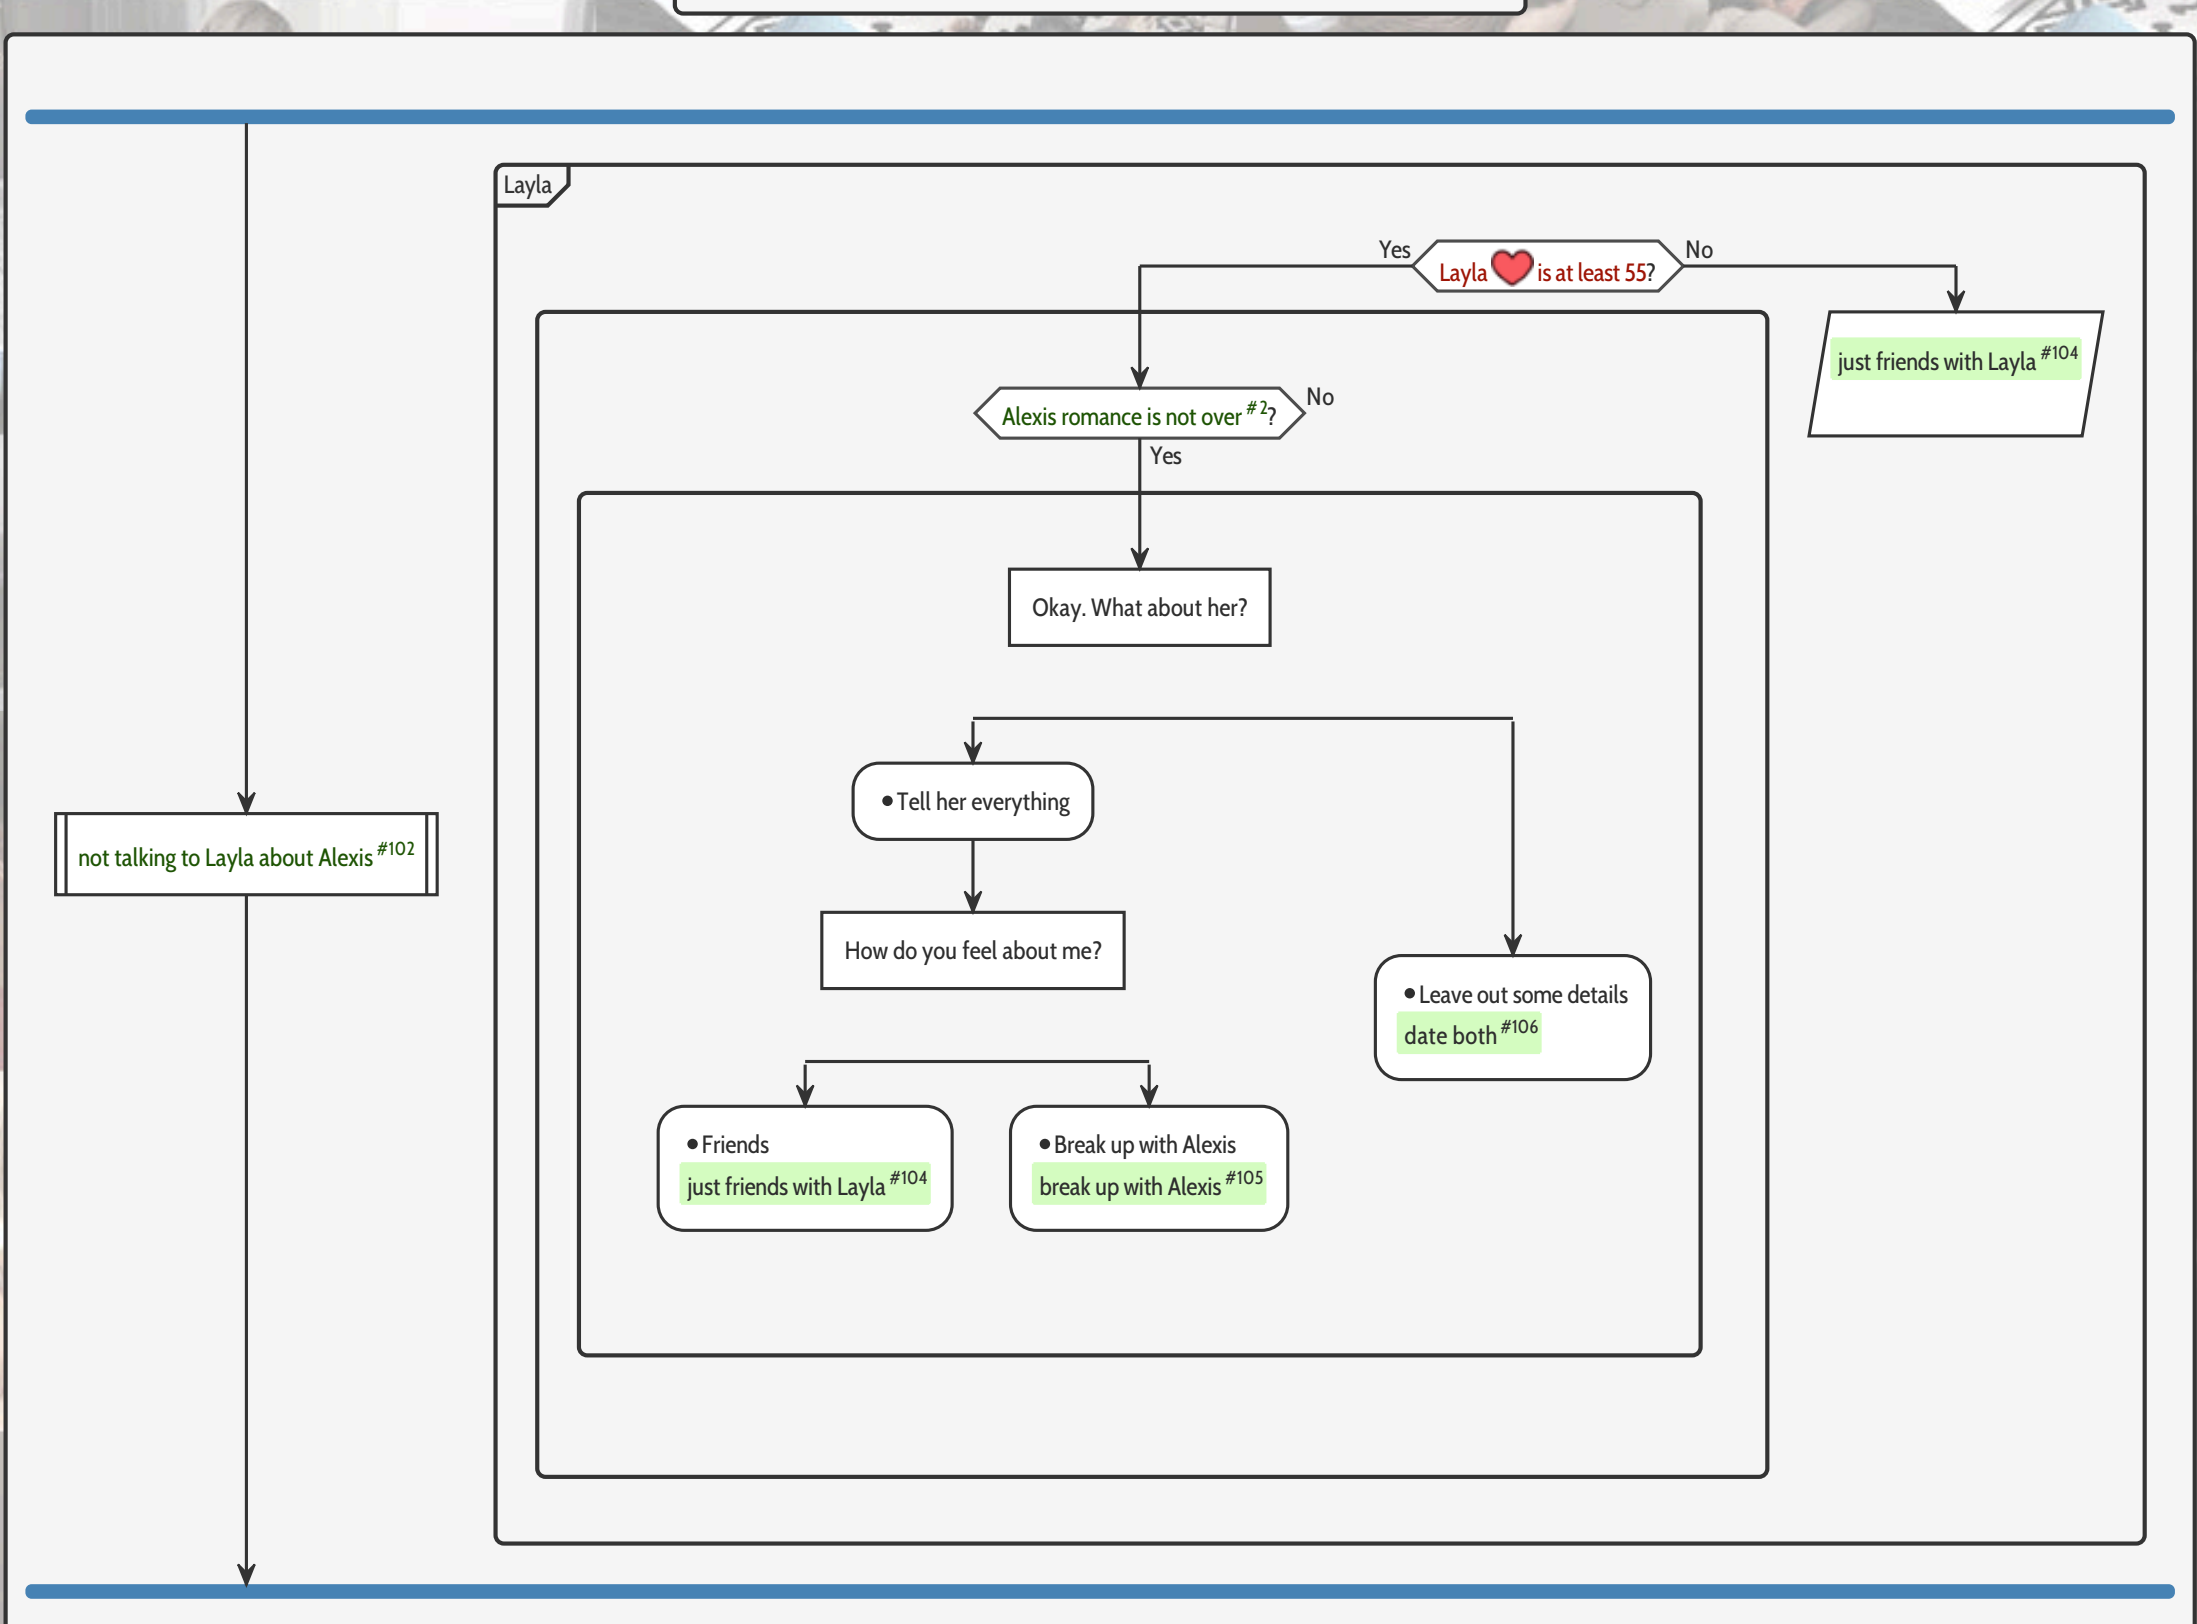 Layla
Yes
Layla ❤ is at least 55?
No
just friends with Layla #104
Alexis romance is not over #2?
No
Yes
Okay. What about her?
• Tell her everything
not talking to Layla about Alexis #102
How do you feel about me?
• Leave out some details
date both #106
• Friends
just friends with Layla #104
• Break up with Alexis
break up with Alexis #105